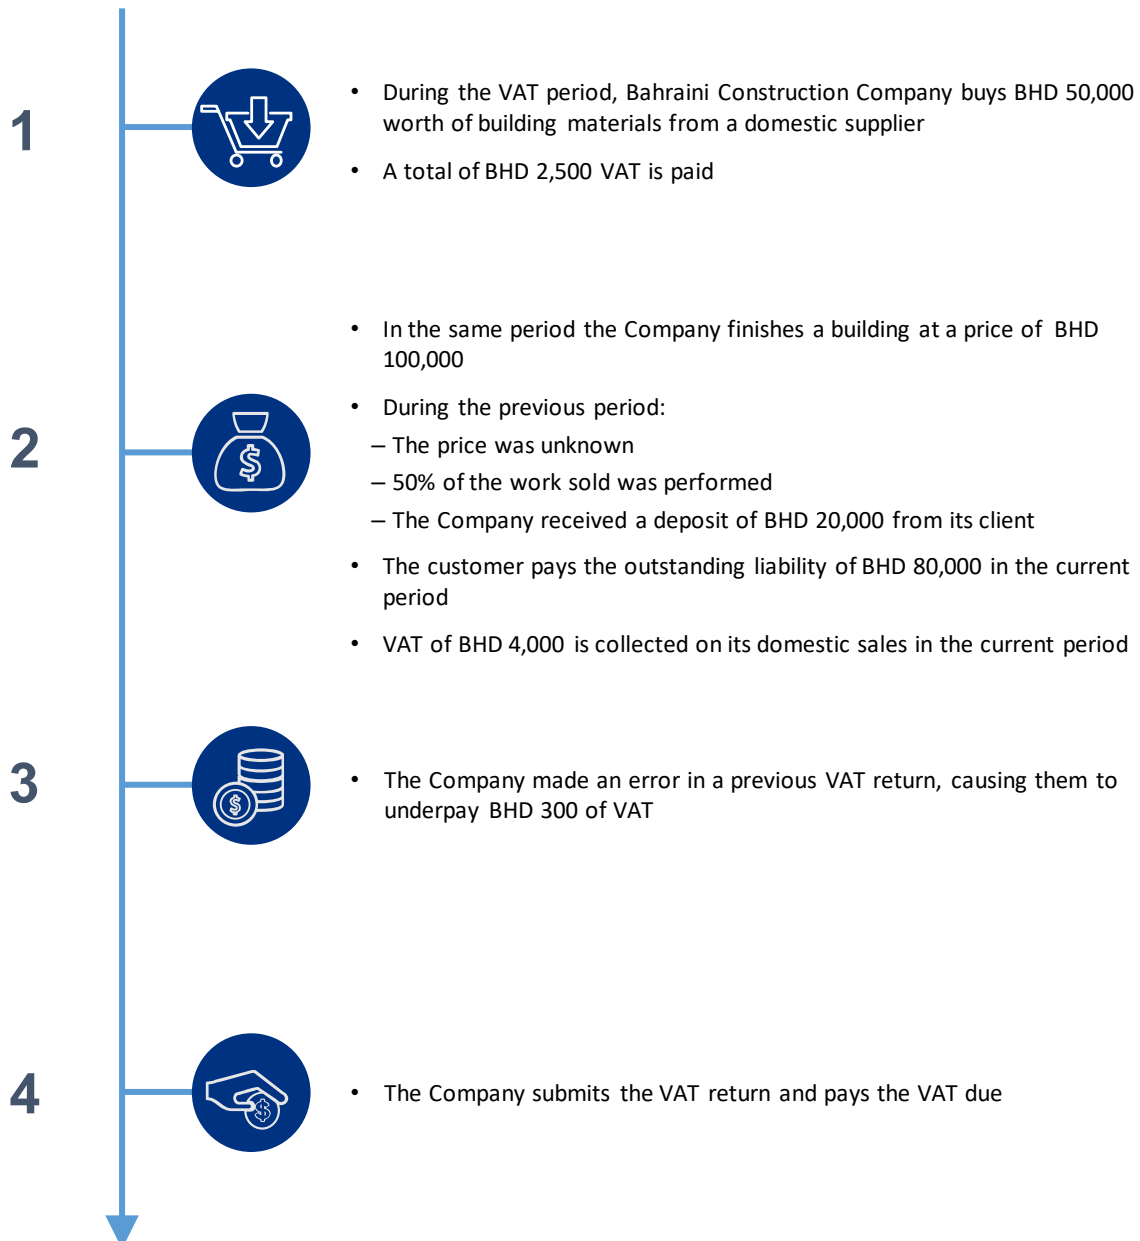 1
• During the VAT period, Bahraini Construction Company buys BHD 50,000
worth of building materials from a domestic supplier
• A total of BHD 2,500 VAT is paid
2
• In the same period the Company finishes a building at a price of BHD
100,000
• During the previous period:
– The price was unknown
– 50% of the work sold was performed
– The Company received a deposit of BHD 20,000 from its client
• The customer pays the outstanding liability of BHD 80,000 in the current
period
• VAT of BHD 4,000 is collected on its domestic sales in the current period
$
3
• The Company made an error in a previous VAT return, causing them to
underpay BHD 300 of VAT
$
4
• The Company submits the VAT return and pays the VAT due
$